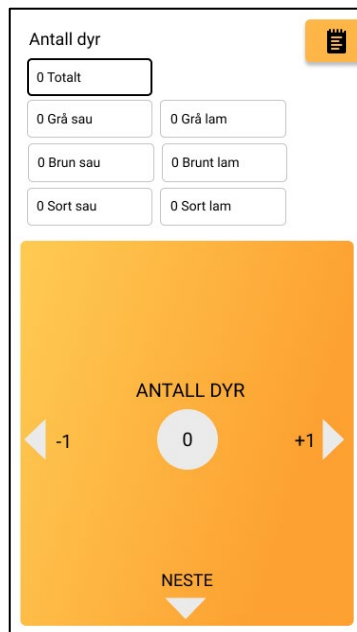 Antall dyr
0 Totalt
0 Grå sau 0 Grå lam
0 Brun sau 0 Brunt lam
0 Sort sau 0 Sort lam
ANTALL DYR
-1 0 +1
NESTE